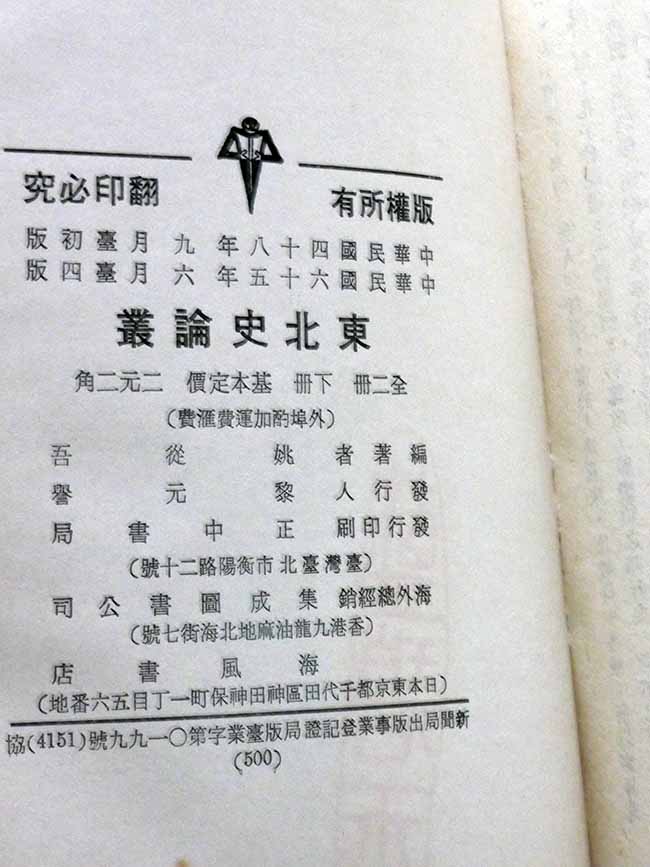 版權所有
翻印必究
中華民國四十八年九月臺初版
中華民國六十五年六月臺四版
東北史論叢
全二冊 下冊 基本定價 二元二角
(外埠酌加運費滙費)
編著者 姚從吾
發行人 黎元譽
發行印刷 正中書局
(臺灣臺北市衡陽路二十號)
海外總經銷 集成圖書公司
(香港九龍油麻地北海街七號)
海風書店
(日本東京都千代田區神田神保町一丁目五六番地)
新聞局出版事業登記證 局版臺業字第〇一九九號(4151)協
(500)